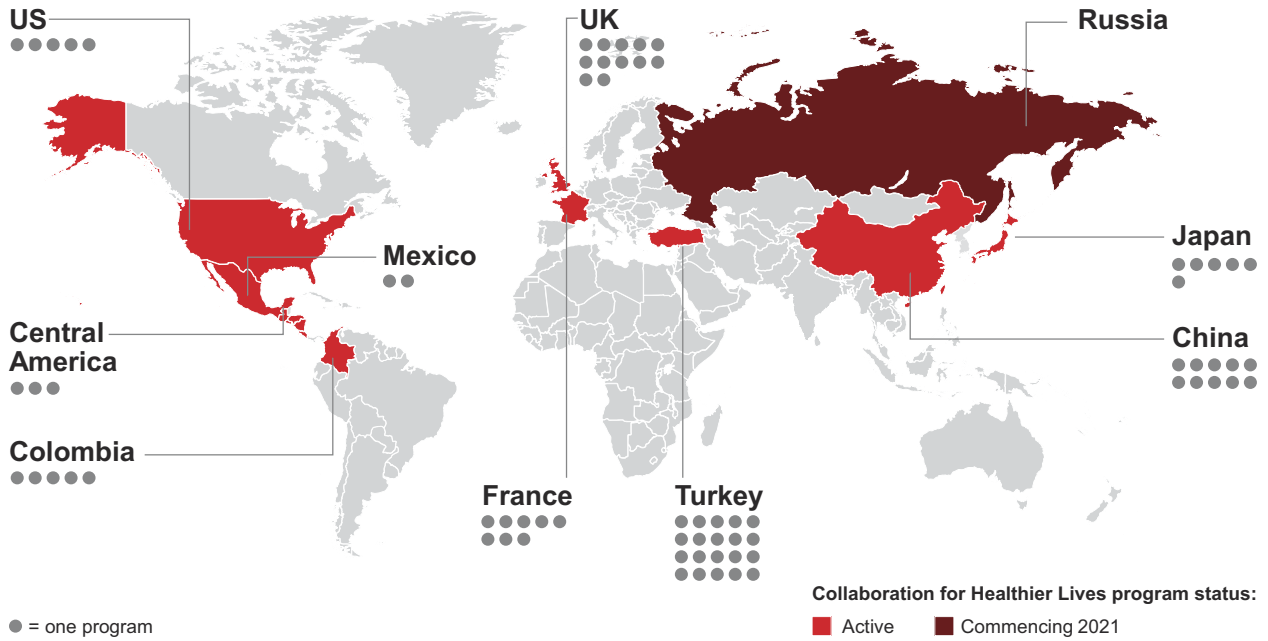 US
UK
Russia
Mexico
Japan
Central
America
China
Colombia
France
Turkey
Collaboration for Healthier Lives program status:
= one program
Active
Commencing 2021